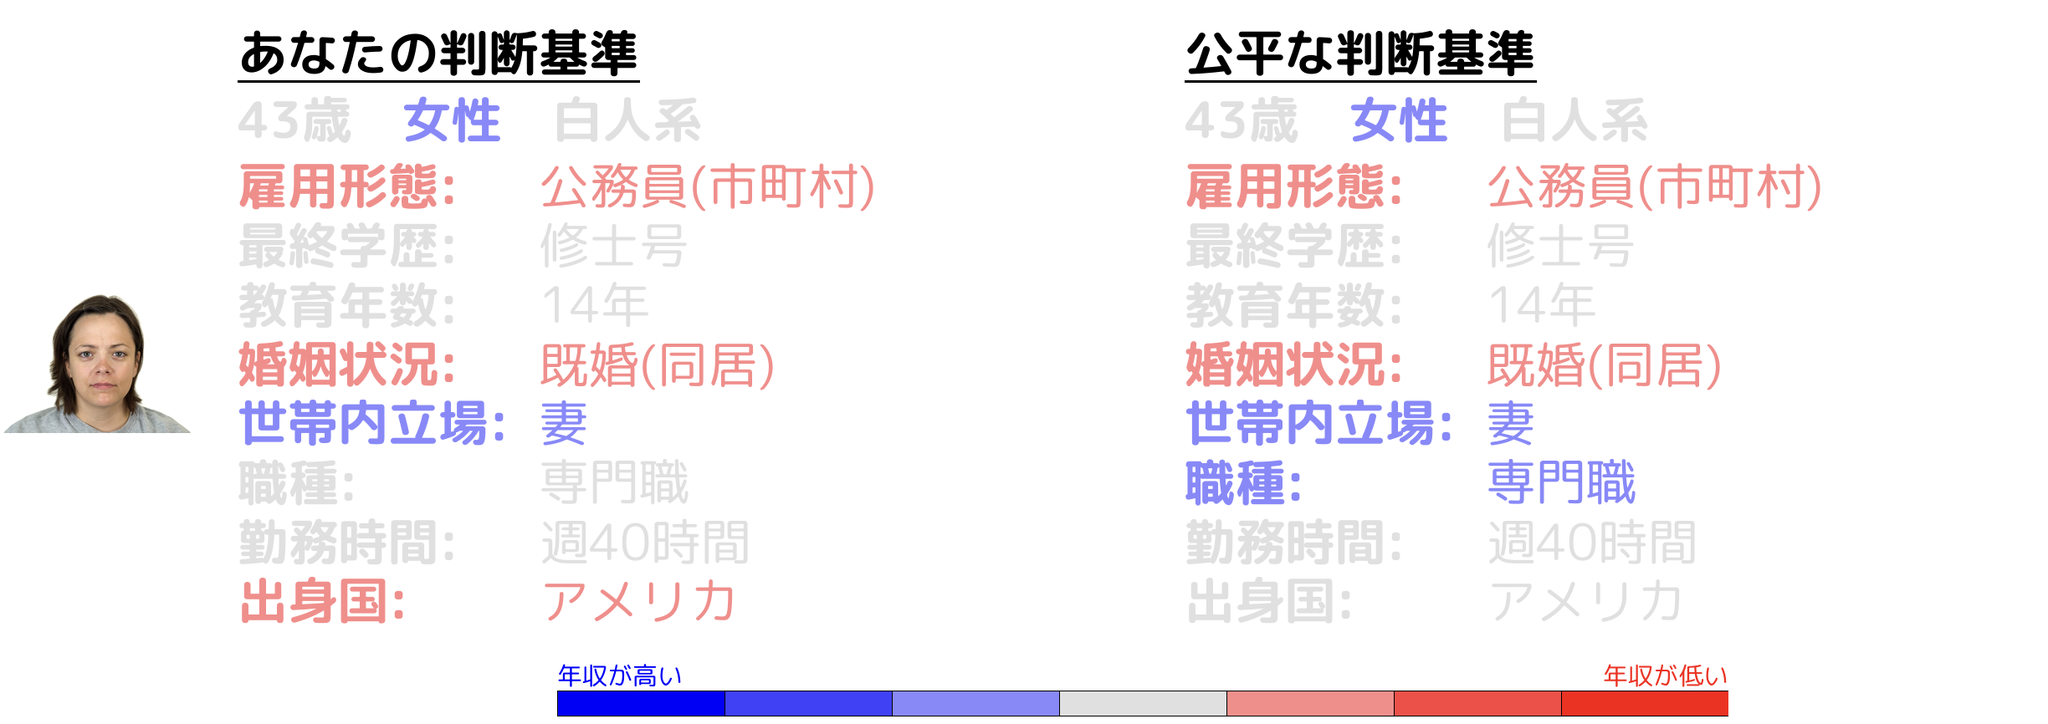 あなたの判断基準
43歳 女性 白人系
雇用形態: 公務員(市町村)
最終学歴: 修士号
教育年数: 14年
婚姻状況: 既婚(同居)
世帯内立場: 妻
職種: 専門職
勤務時間: 週40時間
出身国: アメリカ
公平な判断基準
43歳 女性 白人系
雇用形態: 公務員(市町村)
最終学歴: 修士号
教育年数: 14年
婚姻状況: 既婚(同居)
世帯内立場: 妻
職種: 専門職
勤務時間: 週40時間
出身国: アメリカ
年収が高い
年収が低い